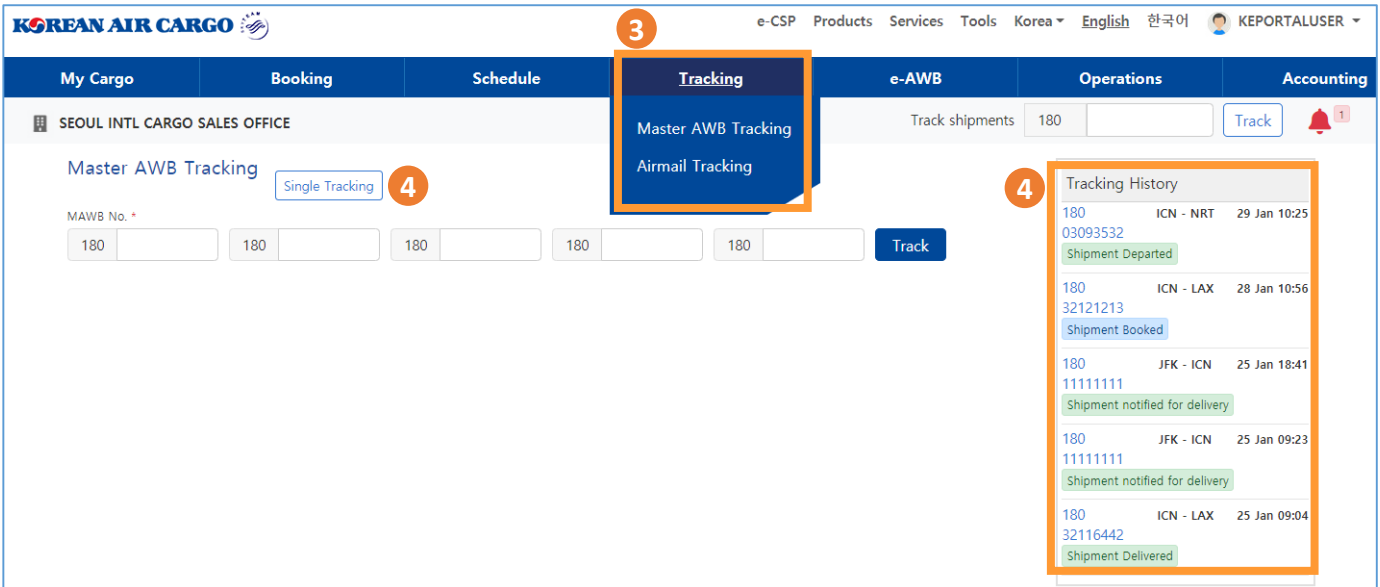 KOREAN AIR CARGO
e-CSP Products Services Tools Korea English 한국어 KEPORTALUSER
3
My Cargo Booking Schedule Tracking e-AWB Operations Accounting
SEOUL INTL CARGO SALES OFFICE
Master AWB Tracking
Airmail Tracking
Track shipments 180 Track 1
Master AWB Tracking Single Tracking 4
MAWB No. *
180 180 180 180 180 Track
4
Tracking History
180 ICN - NRT 29 Jan 10:25
03093532
Shipment Departed
180 ICN - LAX 28 Jan 10:56
32121213
Shipment Booked
180 JFK - ICN 25 Jan 18:41
11111111
Shipment notified for delivery
180 JFK - ICN 25 Jan 09:23
11111111
Shipment notified for delivery
180 ICN - LAX 25 Jan 09:04
32116442
Shipment Delivered